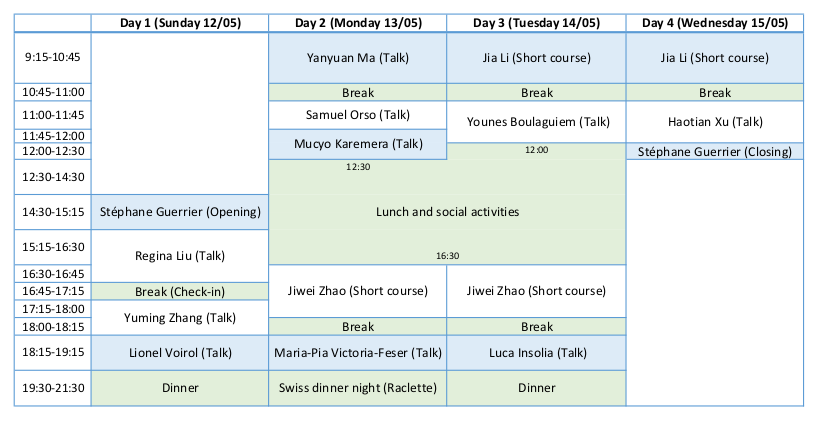 Day 1 (Sunday 12/05) Day 2 (Monday 13/05) Day 3 (Tuesday 14/05) Day 4 (Wednesday 15/05)
9:15-10:45 Yanyuan Ma (Talk) Jia Li (Short course) Jia Li (Short course)
10:45-11:00 Break Break Break
11:00-11:45 Samuel Orso (Talk) Younes Boulaguiem (Talk) Haotian Xu (Talk)
11:45-12:00 Mucyo Karemera (Talk)
12:00-12:30 12:00 Stéphane Guerrier (Closing)
12:30-14:30 12:30
14:30-15:15 Stéphane Guerrier (Opening) Lunch and social activities
15:15-16:30 Regina Liu (Talk) 16:30
16:30-16:45 Jiwei Zhao (Short course) Jiwei Zhao (Short course)
16:45-17:15 Break (Check-in)
17:15-18:00 Yuming Zhang (Talk)
18:00-18:15 Break Break
18:15-19:15 Lionel Voirol (Talk) Maria-Pia Victoria-Feser (Talk) Luca Insolia (Talk)
19:30-21:30 Dinner Swiss dinner night (Raclette) Dinner